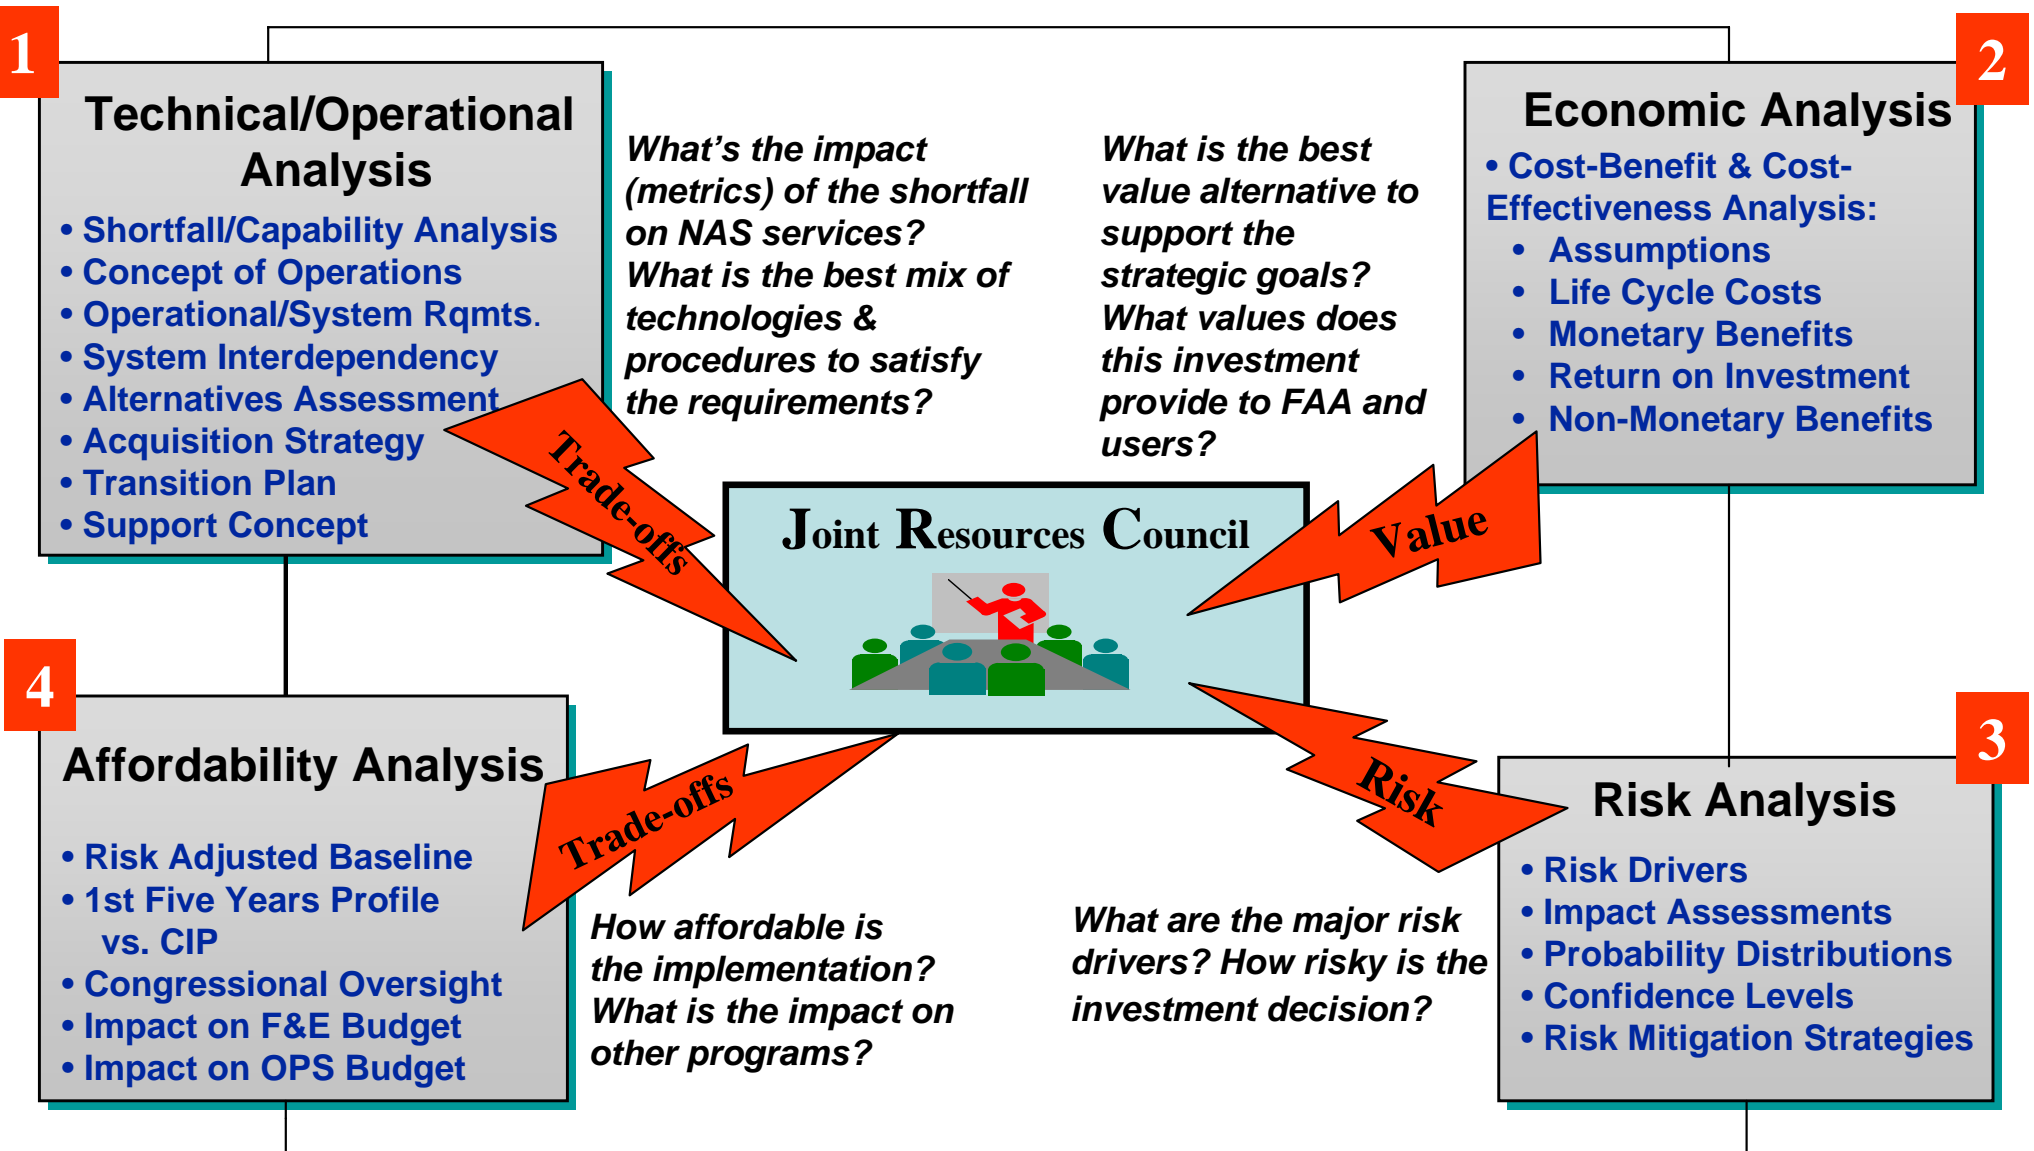 1
Technical/Operational
Analysis
• Shortfall/Capability Analysis
• Concept of Operations
• Operational/System Rqmts.
• System Interdependency
• Alternatives Assessment
• Acquisition Strategy
• Transition Plan
• Support Concept
What’s the impact
(metrics) of the shortfall
on NAS services?
What is the best mix of
technologies &
procedures to satisfy
the requirements?
What is the best
value alternative to
support the
strategic goals?
What values does
this investment
provide to FAA and
users?
2
Economic Analysis
• Cost-Benefit & Cost-
Effectiveness Analysis:
• Assumptions
• Life Cycle Costs
• Monetary Benefits
• Return on Investment
• Non-Monetary Benefits
Trade-offs
Joint Resources Council
Value
4
Affordability Analysis
• Risk Adjusted Baseline
• 1st Five Years Profile
vs. CIP
• Congressional Oversight
• Impact on F&E Budget
• Impact on OPS Budget
Trade-offs
How affordable is
the implementation?
What is the impact on
other programs?
Risk
What are the major risk
drivers? How risky is the
investment decision?
3
Risk Analysis
• Risk Drivers
• Impact Assessments
• Probability Distributions
• Confidence Levels
• Risk Mitigation Strategies